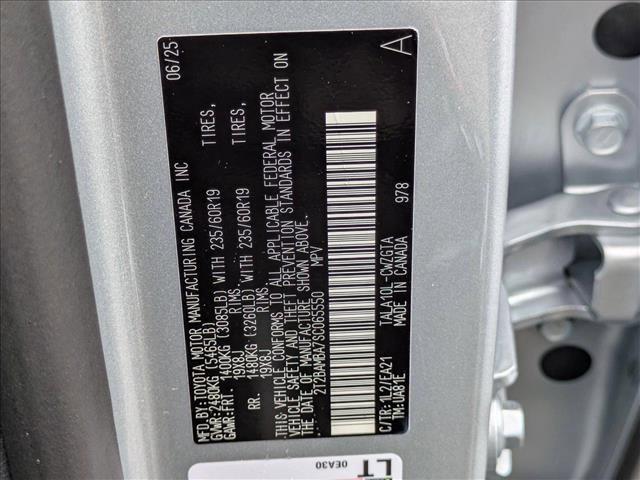 MFD.BY:TOYOTA MOTOR MANUFACTURING CANADA INC 06/25
GVWR:2480KG (5465LB)
GAWR:FRT. 1400KG (3085LB) WITH 235/60R19 TIRES,
19X8J RIMS,
RR. 1480KG (3260LB) WITH 235/60R19 TIRES,
19X8J RIMS,
THIS VEHICLE CONFORMS TO ALL APPLICABLE FEDERAL MOTOR
VEHICLE SAFETY AND THEFT PREVENTION STANDARDS IN EFFECT ON
THE DATE OF MANUFACTURE SHOWN ABOVE.
2T2BAMBA7SC065550 MPV
A
C/TR:1L2/EA21 TALA10L-CWZGTA
TM:UA81E MADE IN CANADA
978
LT
0EA30